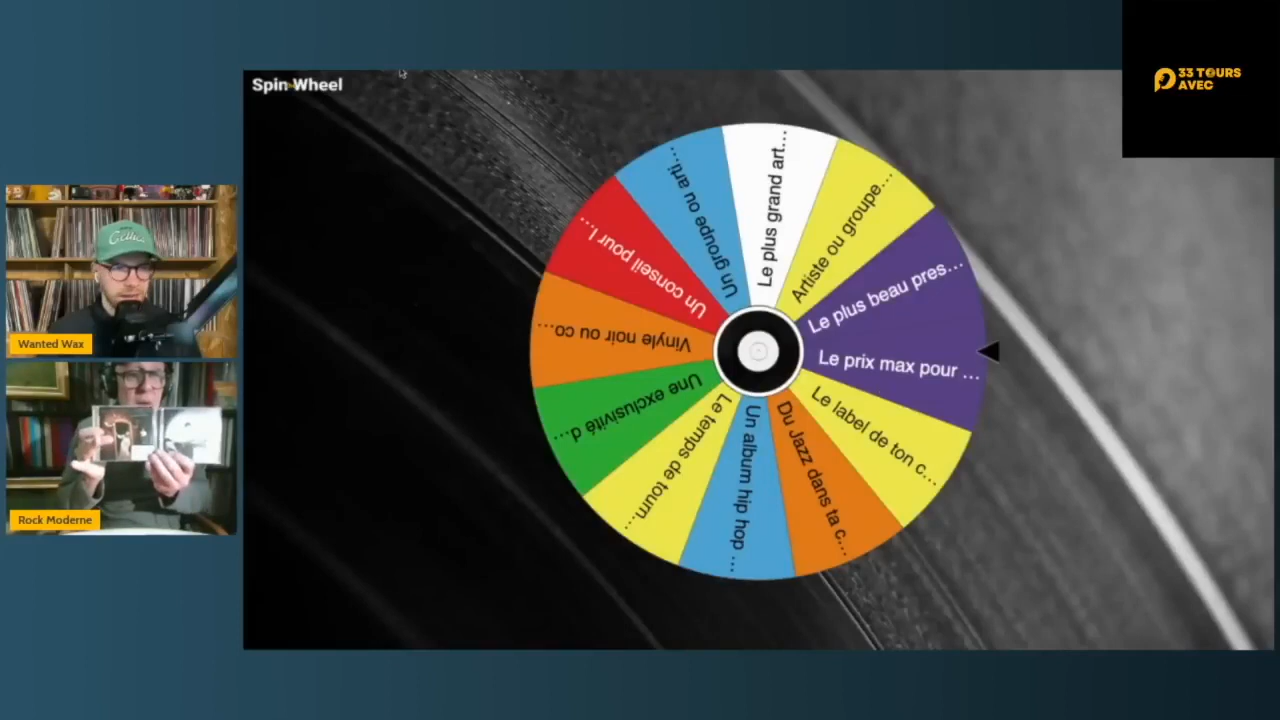 33 TOURS
AVEC
Spin The Wheel
Le plus grand art...
Artiste ou groupe...
Le plus beau pres...
Le prix max pour ...
Le label de ton c...
Du Jazz dans ta c...
Un album hip hop ...
Le temps de tourn...
Une exclusivité d...
Vinyle noir ou co...
Un conseil pour l...
Un groupe ou arti...
Celtics
Wanted Wax
Rock Moderne